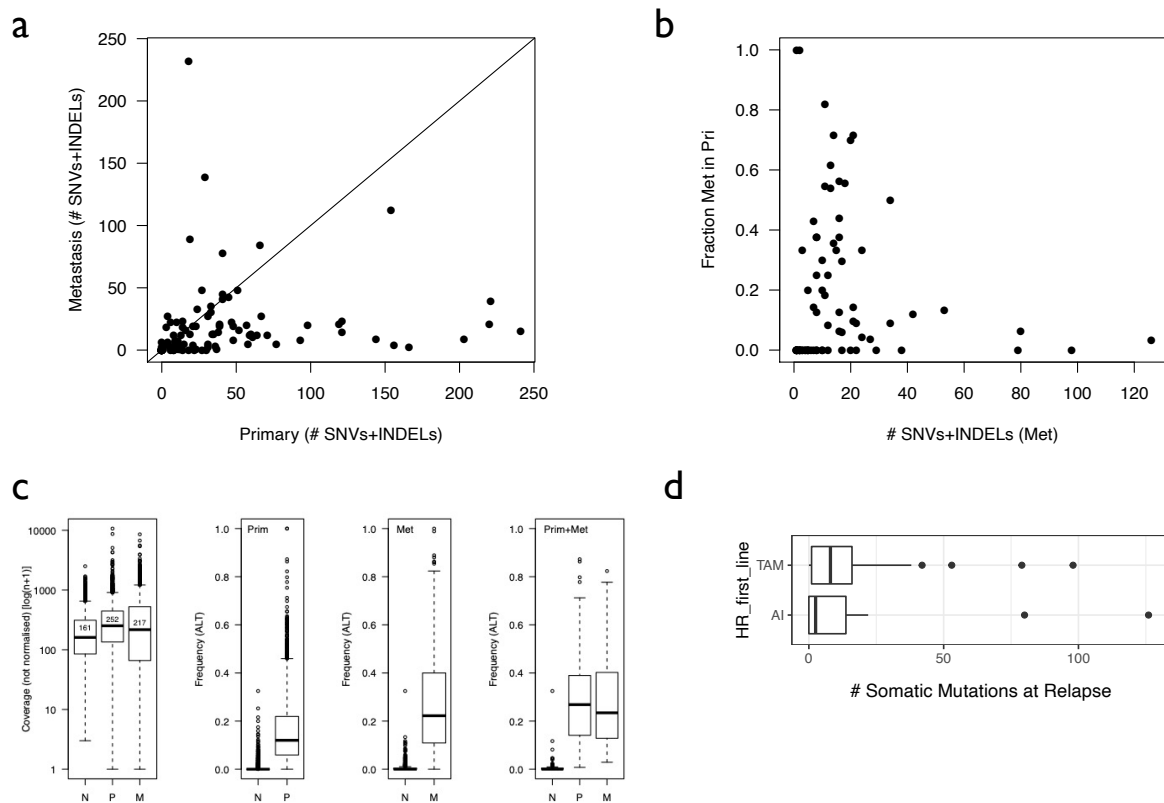 a
Metastasis (# SNVs+INDELs)
250
200
150
100
50
0
0 50 100 150 200 250
Primary (# SNVs+INDELs)
b
Fraction Met in Pri
1.0
0.8
0.6
0.4
0.2
0.0
0 20 40 60 80 100 120
# SNVs+INDELs (Met)
c
Coverage (not normalised) [log(n+1)]
10000
1000
100
10
1
161
252
217
N P M
Frequency (ALT)
Prim
1.0
0.8
0.6
0.4
0.2
0.0
N P
Frequency (ALT)
Met
1.0
0.8
0.6
0.4
0.2
0.0
N M
Frequency (ALT)
Prim+Met
1.0
0.8
0.6
0.4
0.2
0.0
N P M
d
HR_first_line
TAM
AI
0 50 100
# Somatic Mutations at Relapse